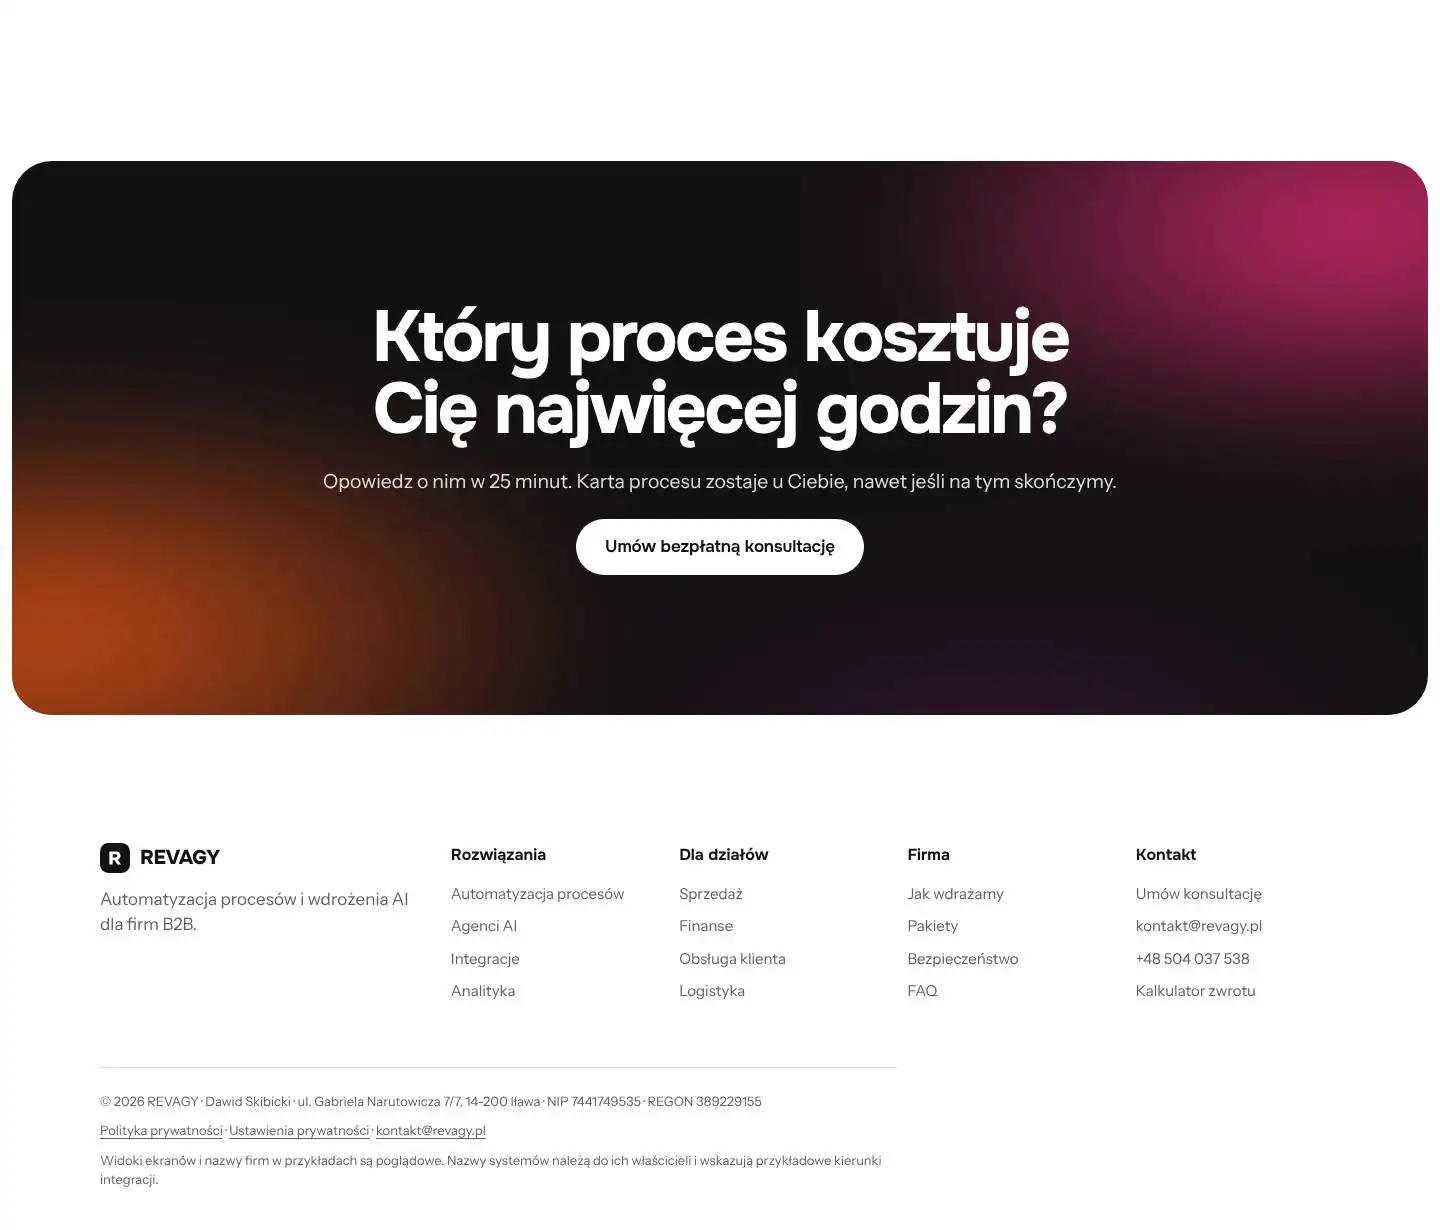 Który proces kosztuje
Cię najwięcej godzin?
Opowiedz o nim w 25 minut. Karta procesu zostaje u Ciebie, nawet jeśli na tym skończymy.
Umów bezpłatną konsultację
R REVAGY
Automatyzacja procesów i wdrożenia AI
dla firm B2B.
Rozwiązania
Automatyzacja procesów
Agenci AI
Integracje
Analityka
Dla działów
Sprzedaż
Finanse
Obsługa klienta
Logistyka
Firma
Jak wdrażamy
Pakiety
Bezpieczeństwo
FAQ
Kontakt
Umów konsultację
kontakt@revagy.pl
+48 504 037 538
Kalkulator zwrotu
© 2026 REVAGY · Dawid Skibicki · ul. Gabriela Narutowicza 7/7, 14-200 Iława · NIP 7441749535 · REGON 389229155
Polityka prywatności · Ustawienia prywatności · kontakt@revagy.pl
Widoki ekranów i nazwy firm w przykładach są poglądowe. Nazwy systemów należą do ich właścicieli i wskazują przykładowe kierunki
integracji.